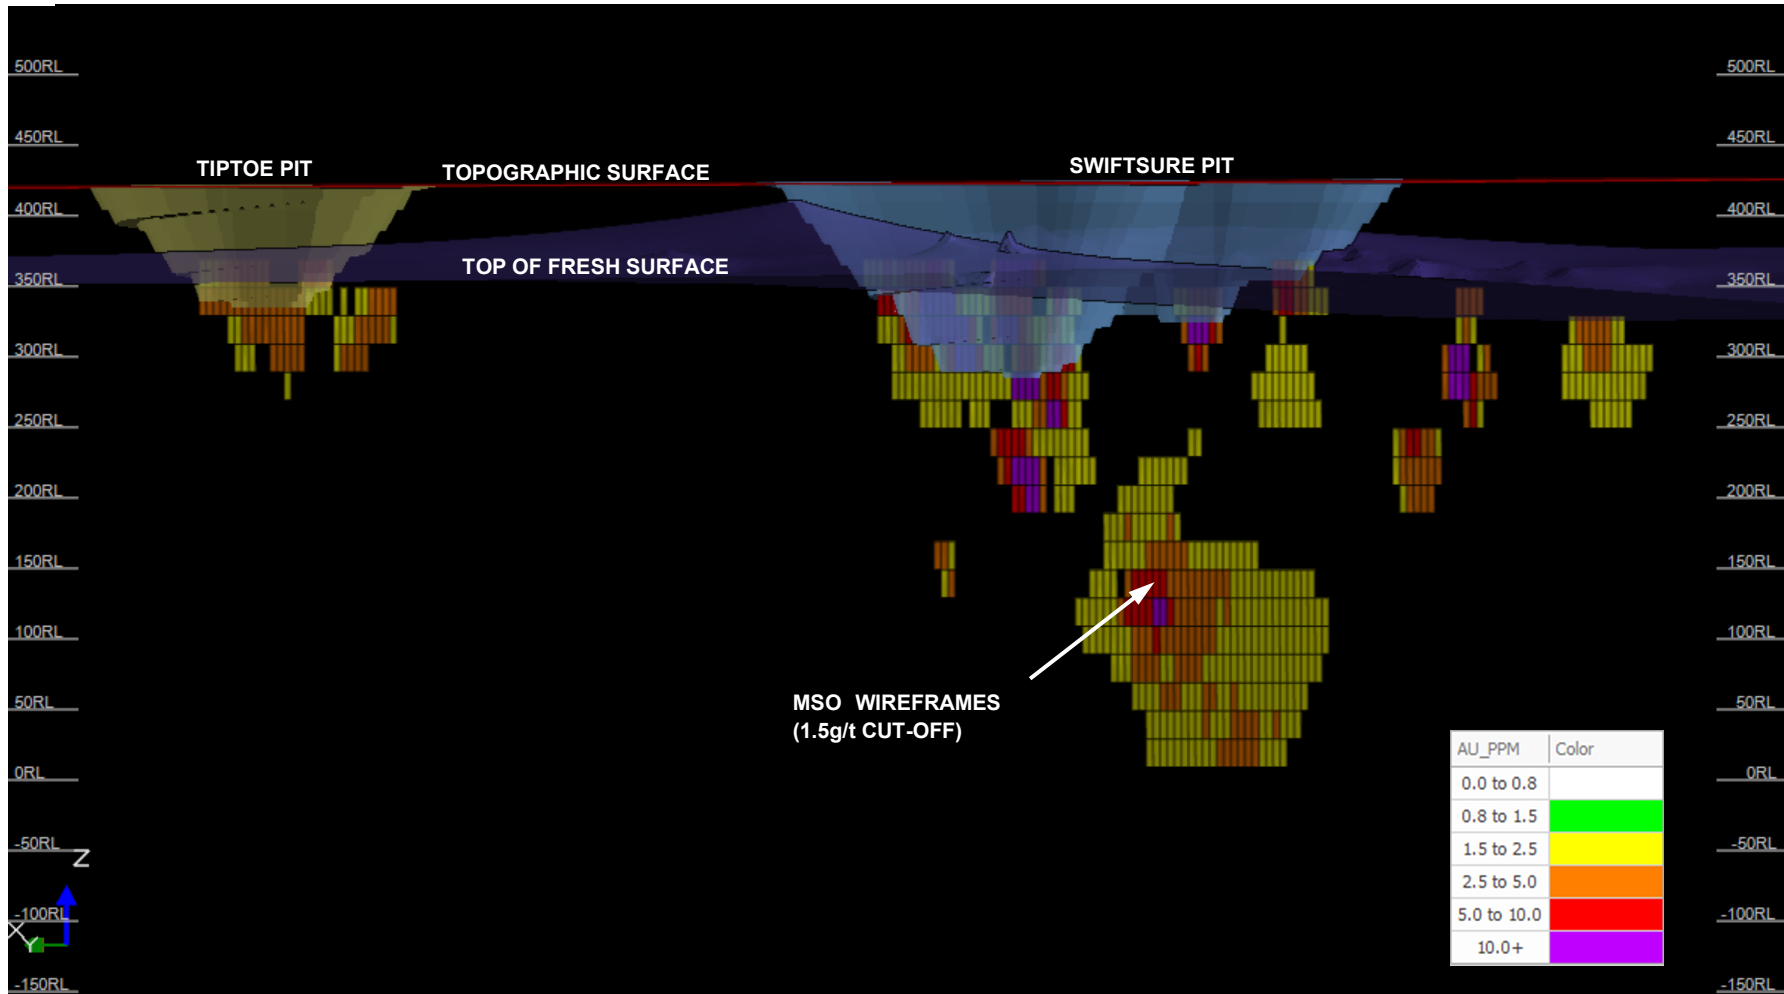 500RL
500RL
450RL
450RL
TIPTOE PIT
TOPOGRAPHIC SURFACE
SWIFTSURE PIT
400RL
400RL
TOP OF FRESH SURFACE
350RL
350RL
300RL
300RL
250RL
250RL
200RL
200RL
150RL
150RL
100RL
100RL
MSO WIREFRAMES
(1.5g/t CUT-OFF)
50RL
50RL
0RL
0RL
-50RL
-50RL
-100RL
-100RL
-150RL
-150RL
Z
X
Y
AU_PPM Color
0.0 to 0.8
0.8 to 1.5
1.5 to 2.5
2.5 to 5.0
5.0 to 10.0
10.0+